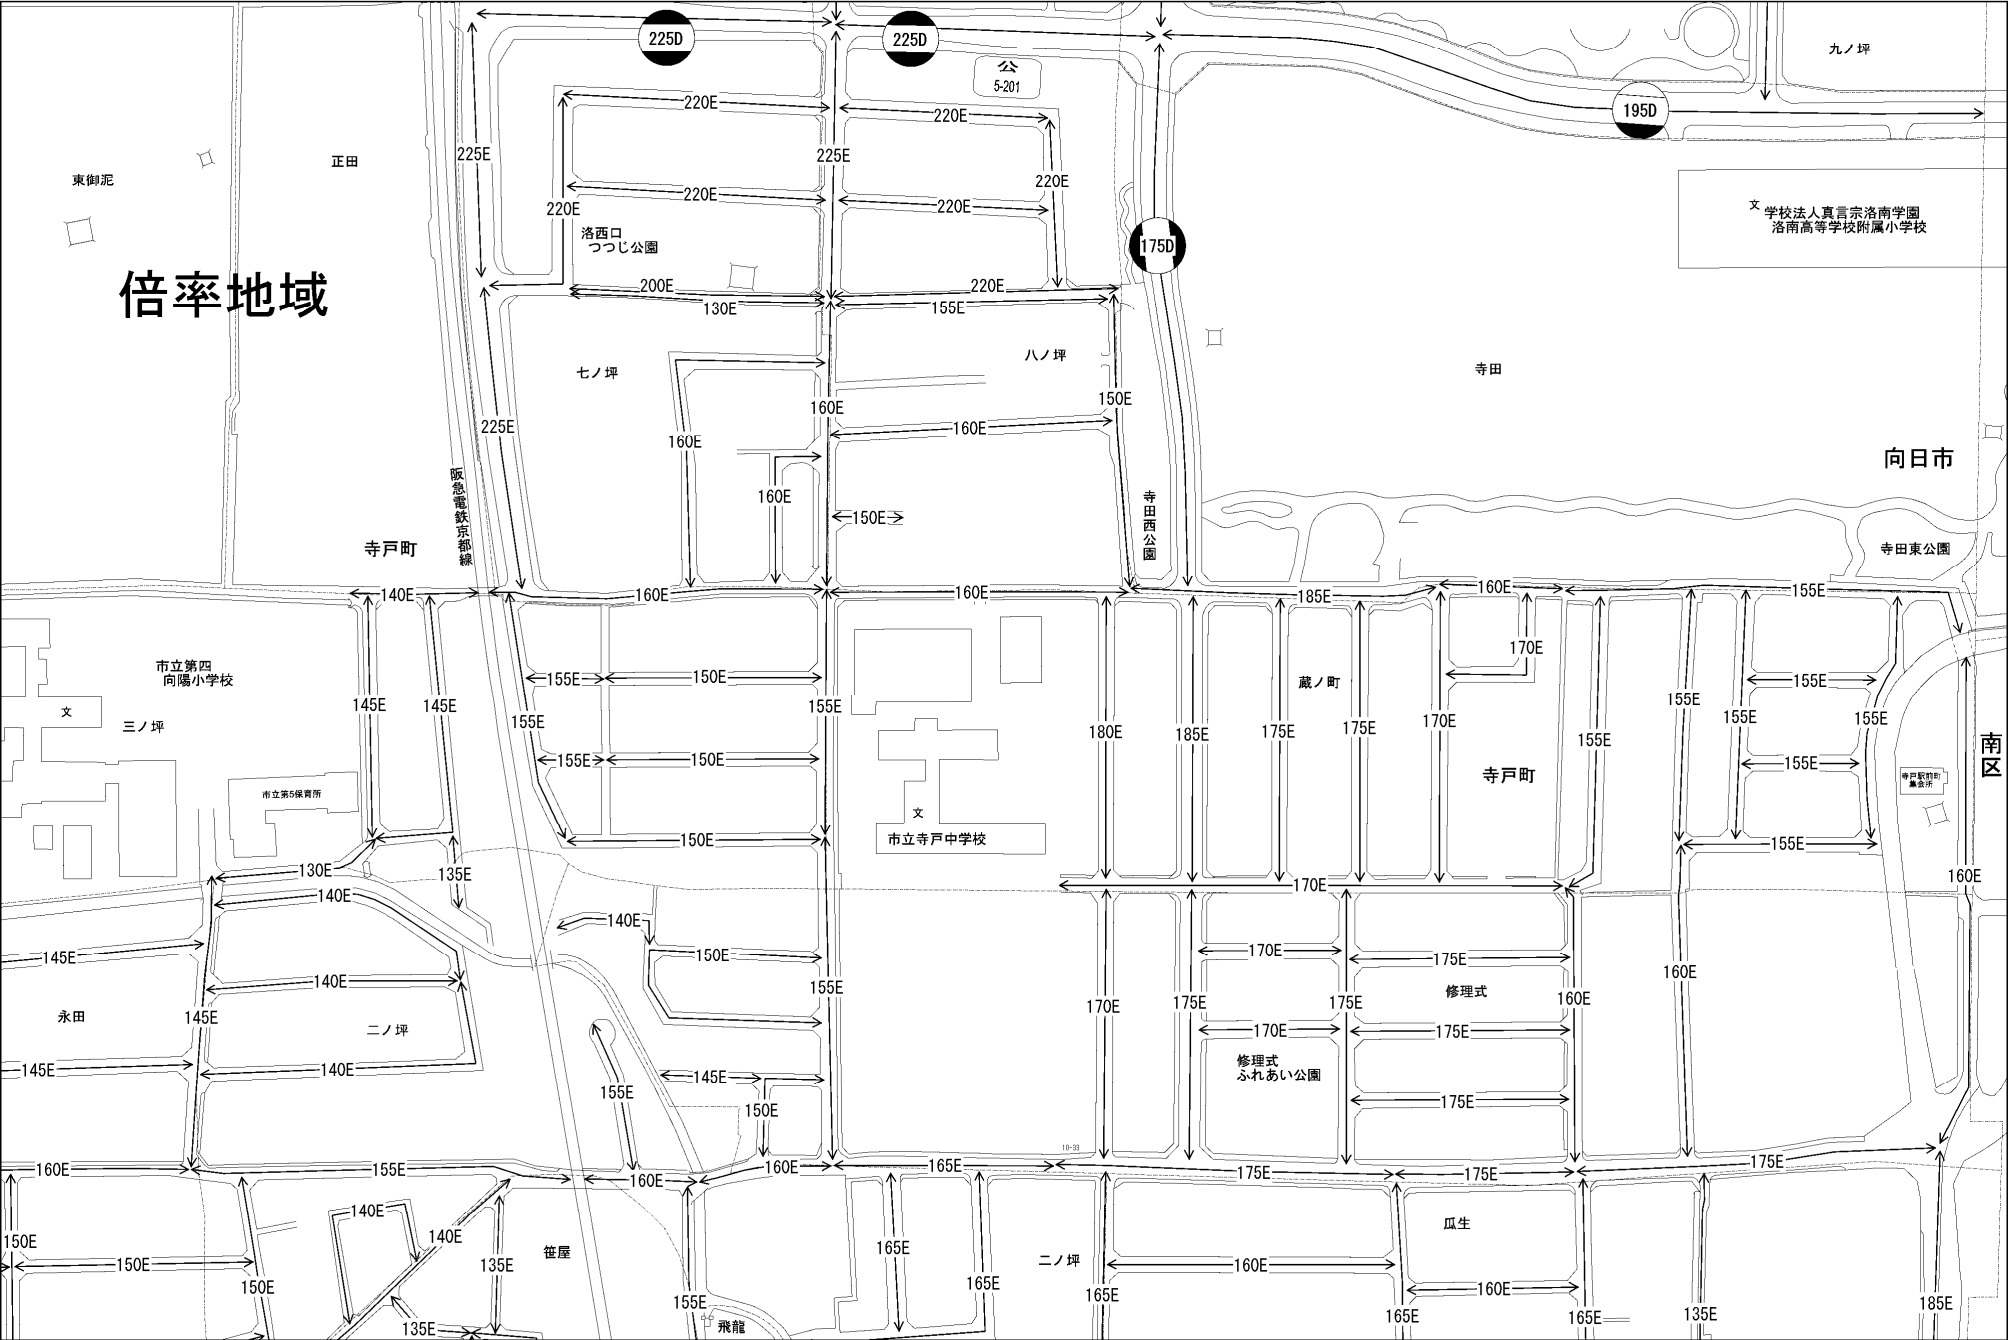 225D
225D
公
5-201
九ノ坪
195D
220E
220E
225E
225E
正田
東御泥
220E
220E
220E
220E
文 学校法人真言宗洛南学園
洛南高等学校附属小学校
洛西口
つつじ公園
175D
倍率地域
200E
220E
130E
155E
七ノ坪
八ノ坪
寺田
160E
150E
225E
160E
160E
向日市
阪急電鉄京都線
160E
150E
寺田西公園
寺戸町
寺田東公園
140E
160E
160E
185E
160E
155E
市立第四
向陽小学校
文
三ノ坪
155E
150E
170E
蔵ノ町
155E
145E
145E
155E
155E
180E
185E
175E
175E
170E
155E
155E
155E
155E
南区
155E
150E
155E
寺戸町
寺戸駅前町
集会所
市立第5保育所
文
市立寺戸中学校
150E
155E
130E
135E
170E
160E
140E
140E
145E
150E
170E
175E
140E
155E
170E
175E
175E
修理式
160E
160E
永田
145E
二ノ坪
170E
175E
145E
140E
修理式
ふれあい公園
145E
155E
150E
175E
10-33
160E
155E
160E
160E
165E
175E
175E
175E
140E
瓜生
150E
140E
笹屋
165E
二ノ坪
150E
135E
160E
150E
165E
160E
155E
165E
165E
165E
135E
185E
135E
飛龍